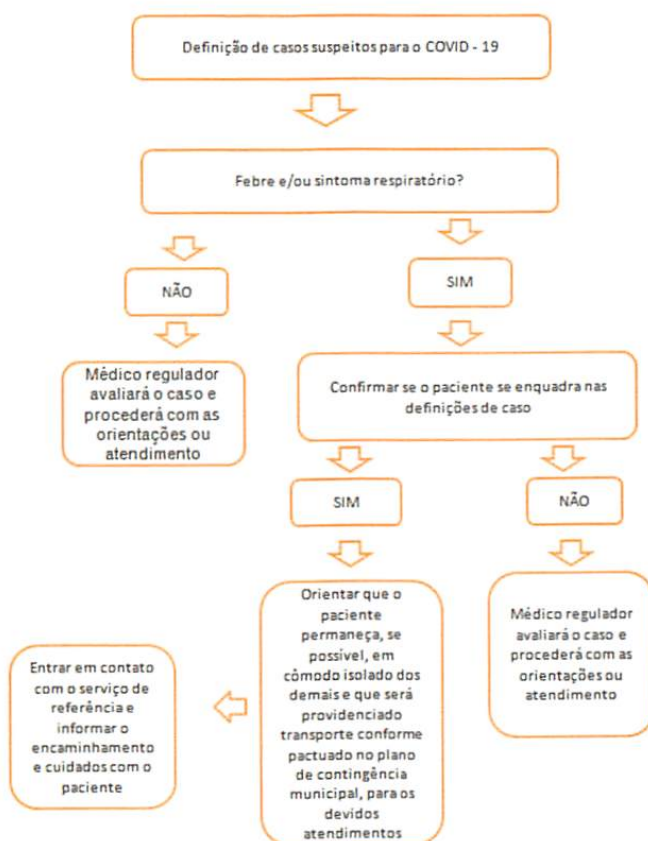 Definição de casos suspeitos para o COVID - 19
Febre e/ou sintoma respiratório?
NÃO
SIM
Médico regulador
avaliará o caso e
procederá com as
orientações ou
atendimento
Confirmar se o paciente se enquadra nas
definições de caso
SIM
NÃO
Orientar que o
paciente
permaneça, se
possível, em
cômodo isolado dos
demais e que será
providenciado
transporte conforme
pactuado no plano
de contingência
municipal, para os
devidos
atendimentos
Médico regulador
avaliará o caso e
procederá com as
orientações ou
atendimento
Entrar em contato
com o serviço de
referência e
informar o
encaminhamento
e cuidados com o
paciente